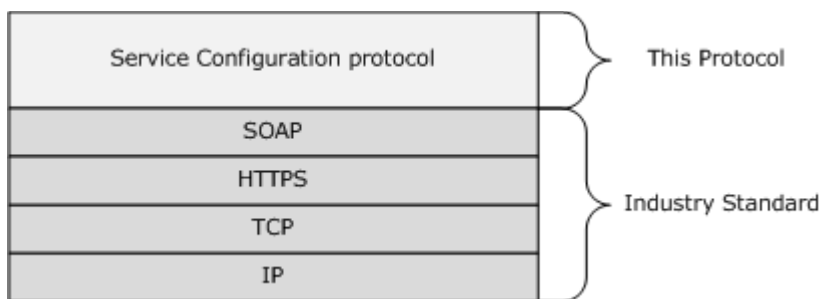 Service Configuration protocol
This Protocol
SOAP
HTTPS
Industry Standard
TCP
IP